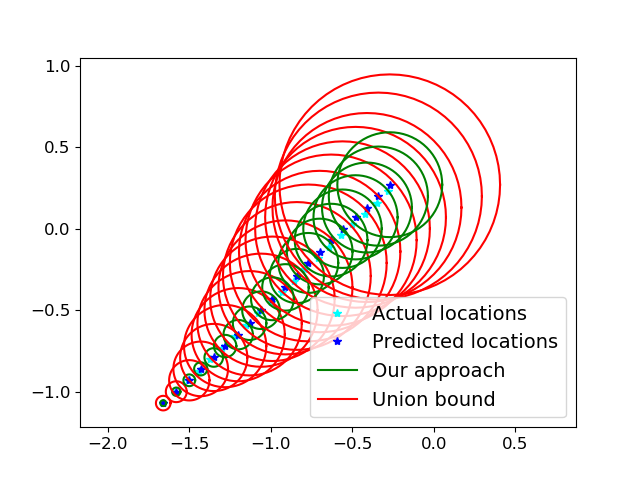 1.0
0.5
0.0
−0.5
−1.0
−2.0 −1.5 −1.0 −0.5 0.0 0.5
Actual locations
Predicted locations
Our approach
Union bound